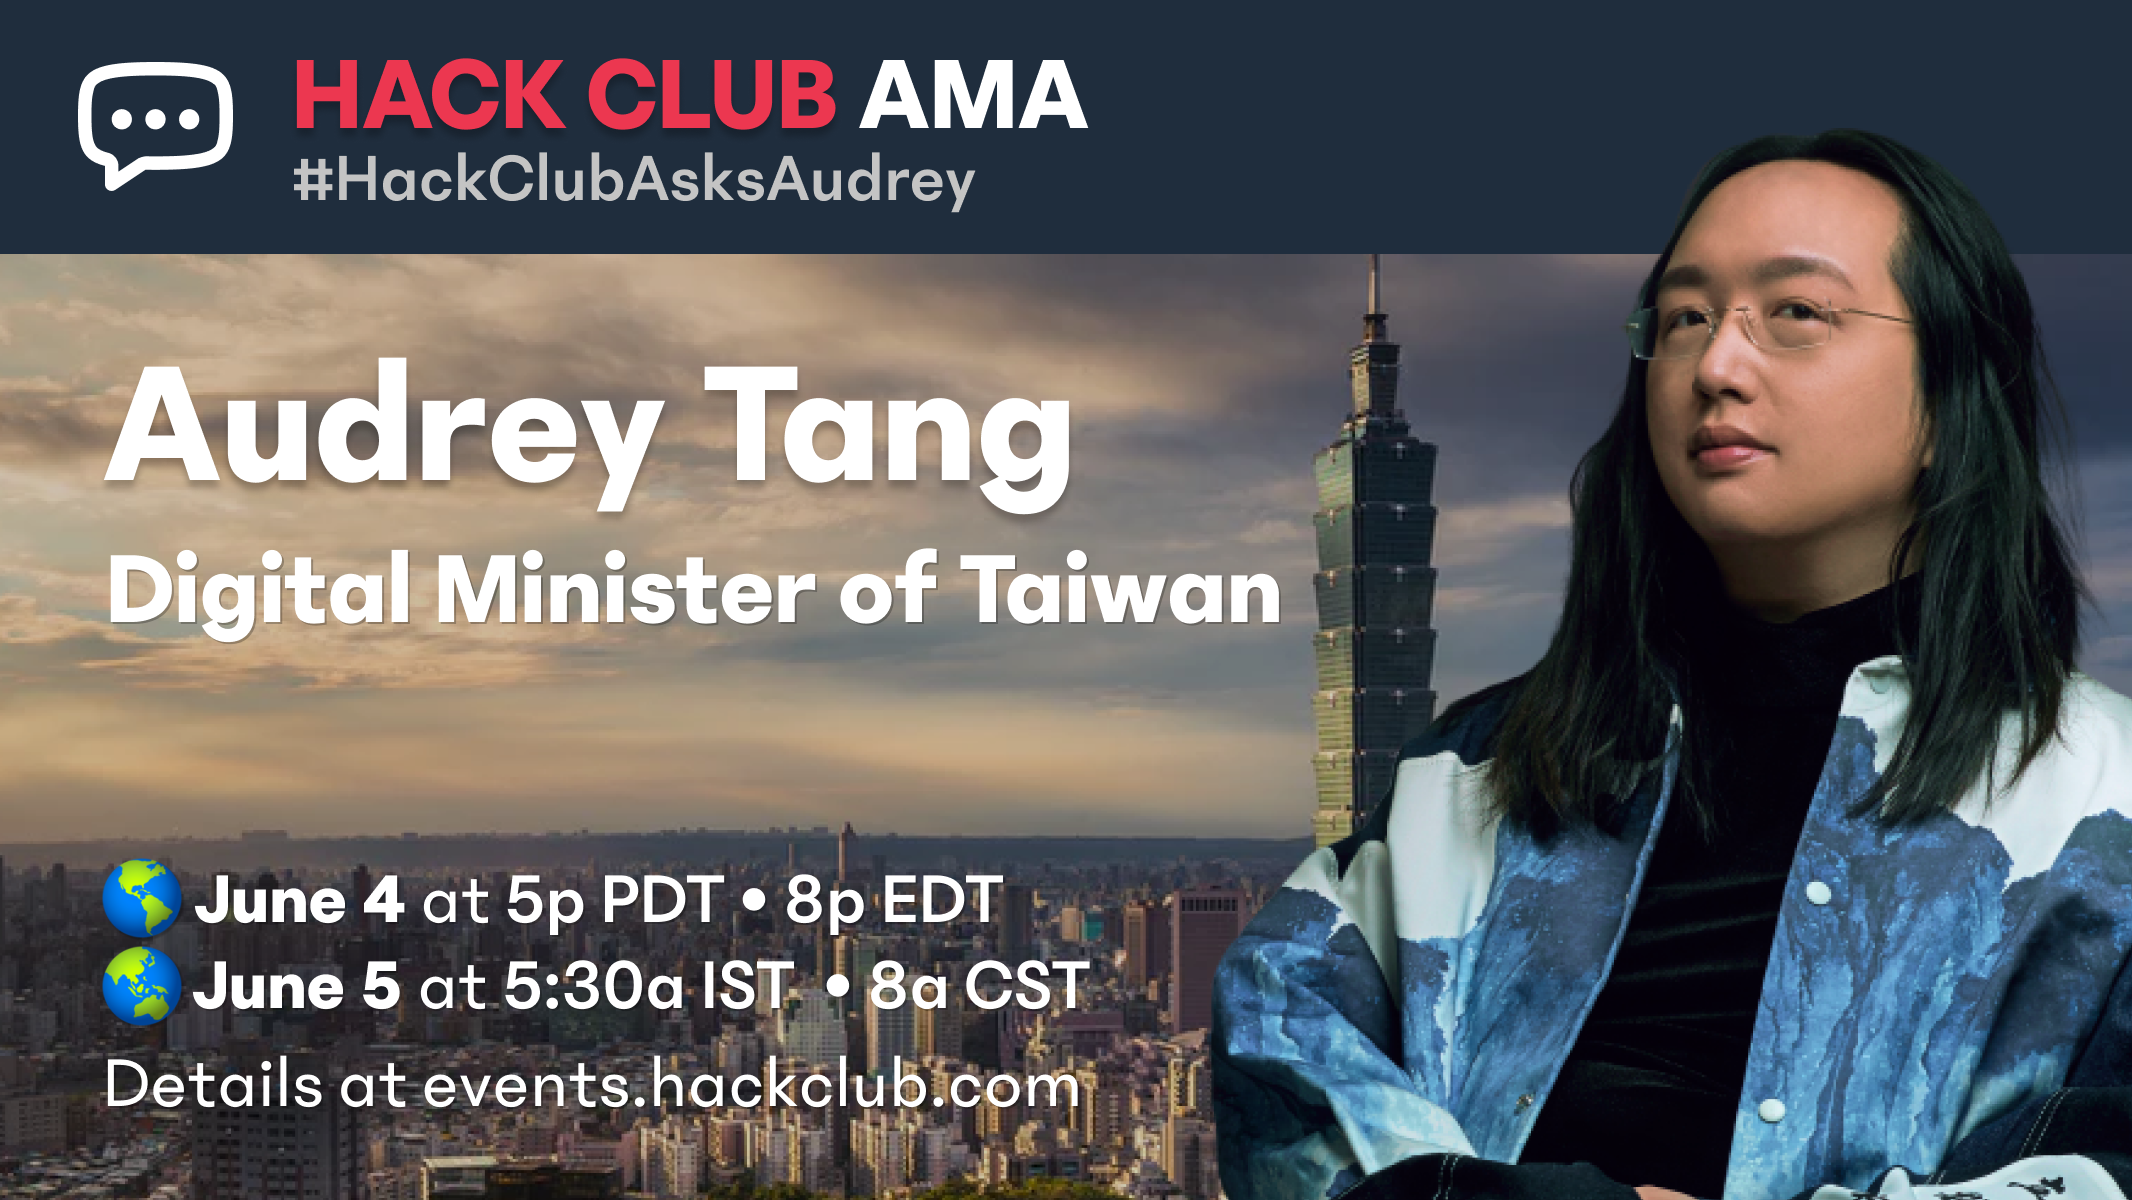 HACK CLUB AMA
#HackClubAsksAudrey
Audrey Tang
Digital Minister of Taiwan
June 4 at 5p PDT • 8p EDT
June 5 at 5:30a IST • 8a CST
Details at events.hackclub.com